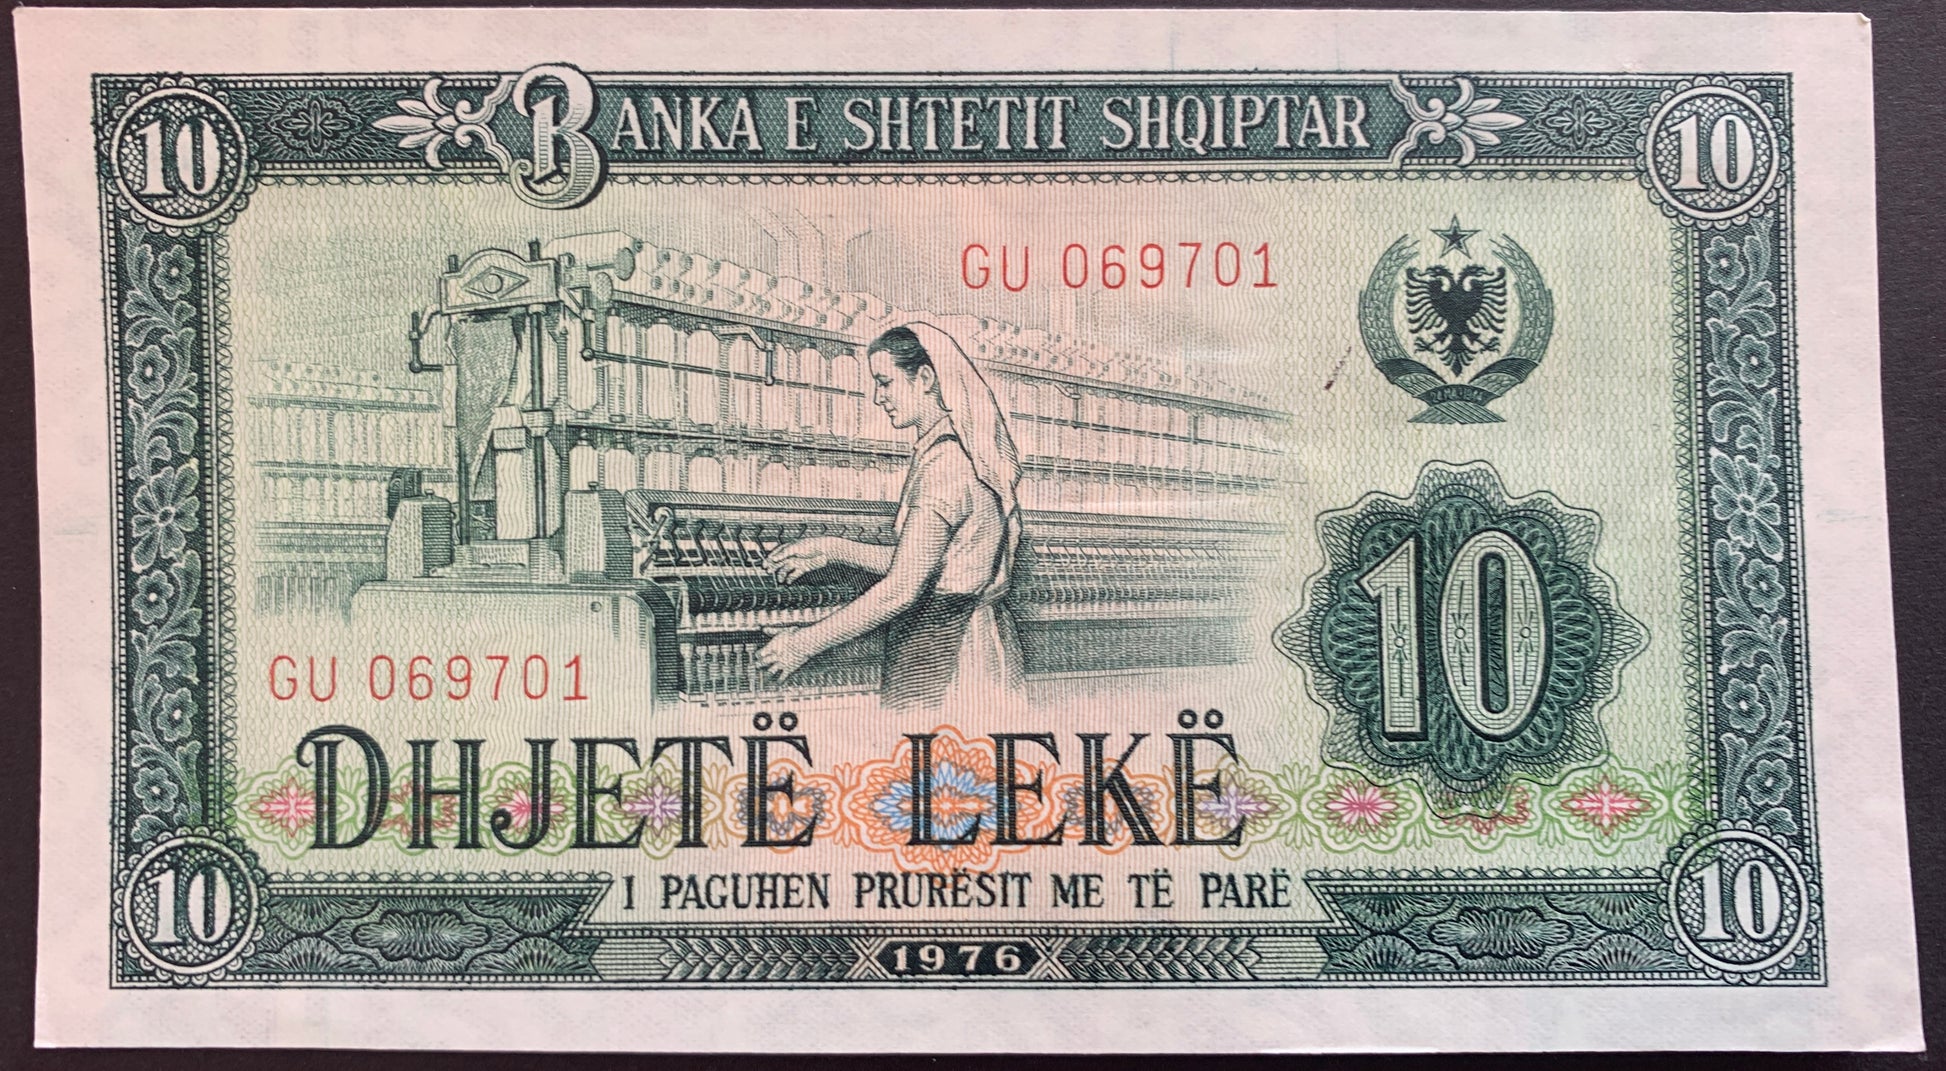 10 BANKA E SHTETIT SHQIPTAR 10
GU 069701
10
GU 069701
DHJETË LEKË
I PAGUHEN PRURËSIT ME TË PARË
10 1976 10